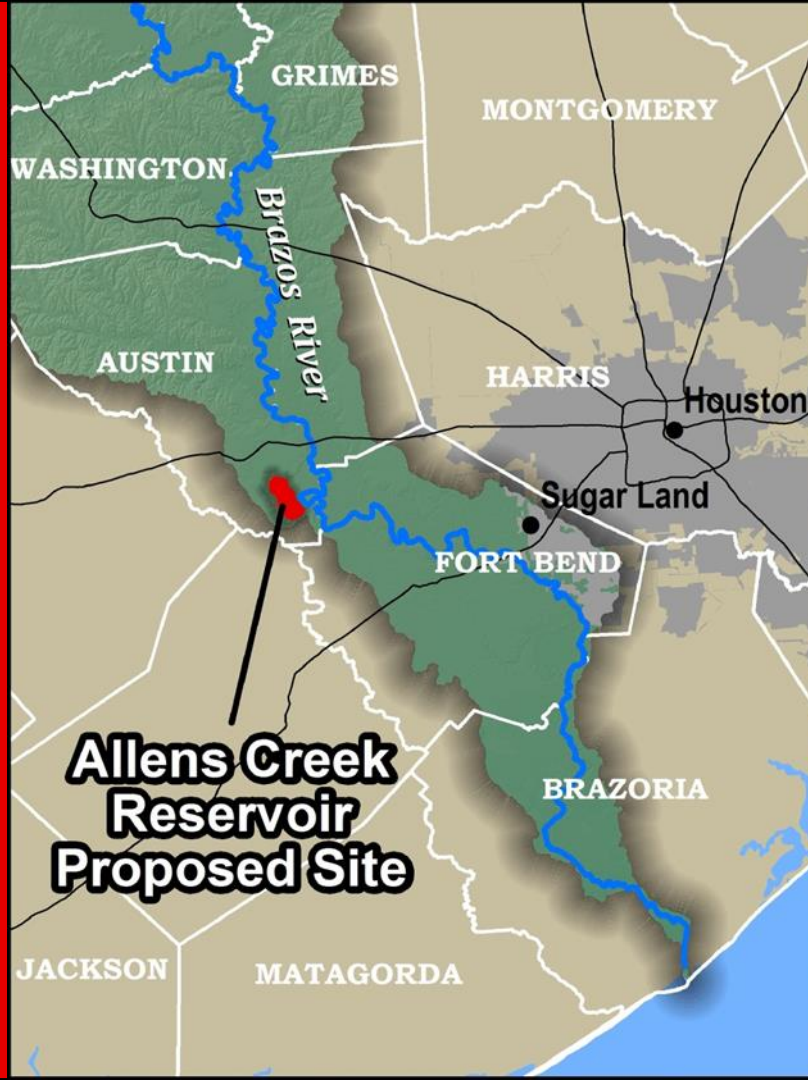 GRIMES
MONTGOMERY
WASHINGTON
Brazos River
AUSTIN
HARRIS
Houston
Sugar Land
FORT BEND
Allens Creek
Reservoir
Proposed Site
BRAZORIA
JACKSON
MATAGORDA